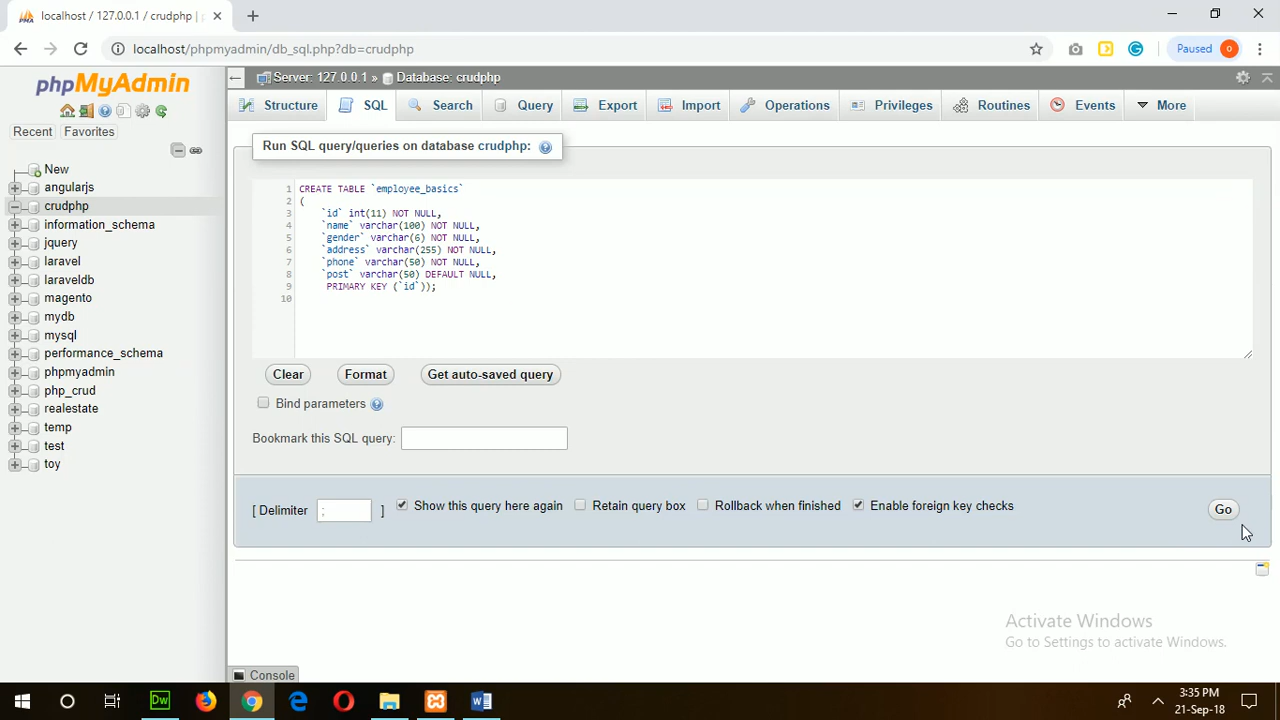 localhost / 127.0.0.1 / crudphp |
localhost/phpmyadmin/db_sql.php?db=crudphp
Paused
phpMyAdmin
Recent
Favorites
New
angularjs
crudphp
information_schema
jquery
laravel
laraveldb
magento
mydb
mysql
performance_schema
phpmyadmin
php_crud
realestate
temp
test
toy
Server: 127.0.0.1 » Database: crudphp
Structure
SQL
Search
Query
Export
Import
Operations
Privileges
Routines
Events
More
Run SQL query/queries on database crudphp:
1 CREATE TABLE `employee_basics`
2 (
3 `id` int(11) NOT NULL,
4 `name` varchar(100) NOT NULL,
5 `gender` varchar(6) NOT NULL,
6 `address` varchar(255) NOT NULL,
7 `phone` varchar(50) NOT NULL,
8 `post` varchar(50) DEFAULT NULL,
9 PRIMARY KEY (`id`));
10
Clear
Format
Get auto-saved query
Bind parameters
Bookmark this SQL query:
[ Delimiter ; ]
Show this query here again
Retain query box
Rollback when finished
Enable foreign key checks
Go
Activate Windows
Go to Settings to activate Windows.
Console
Dw
3:35 PM
21-Sep-18